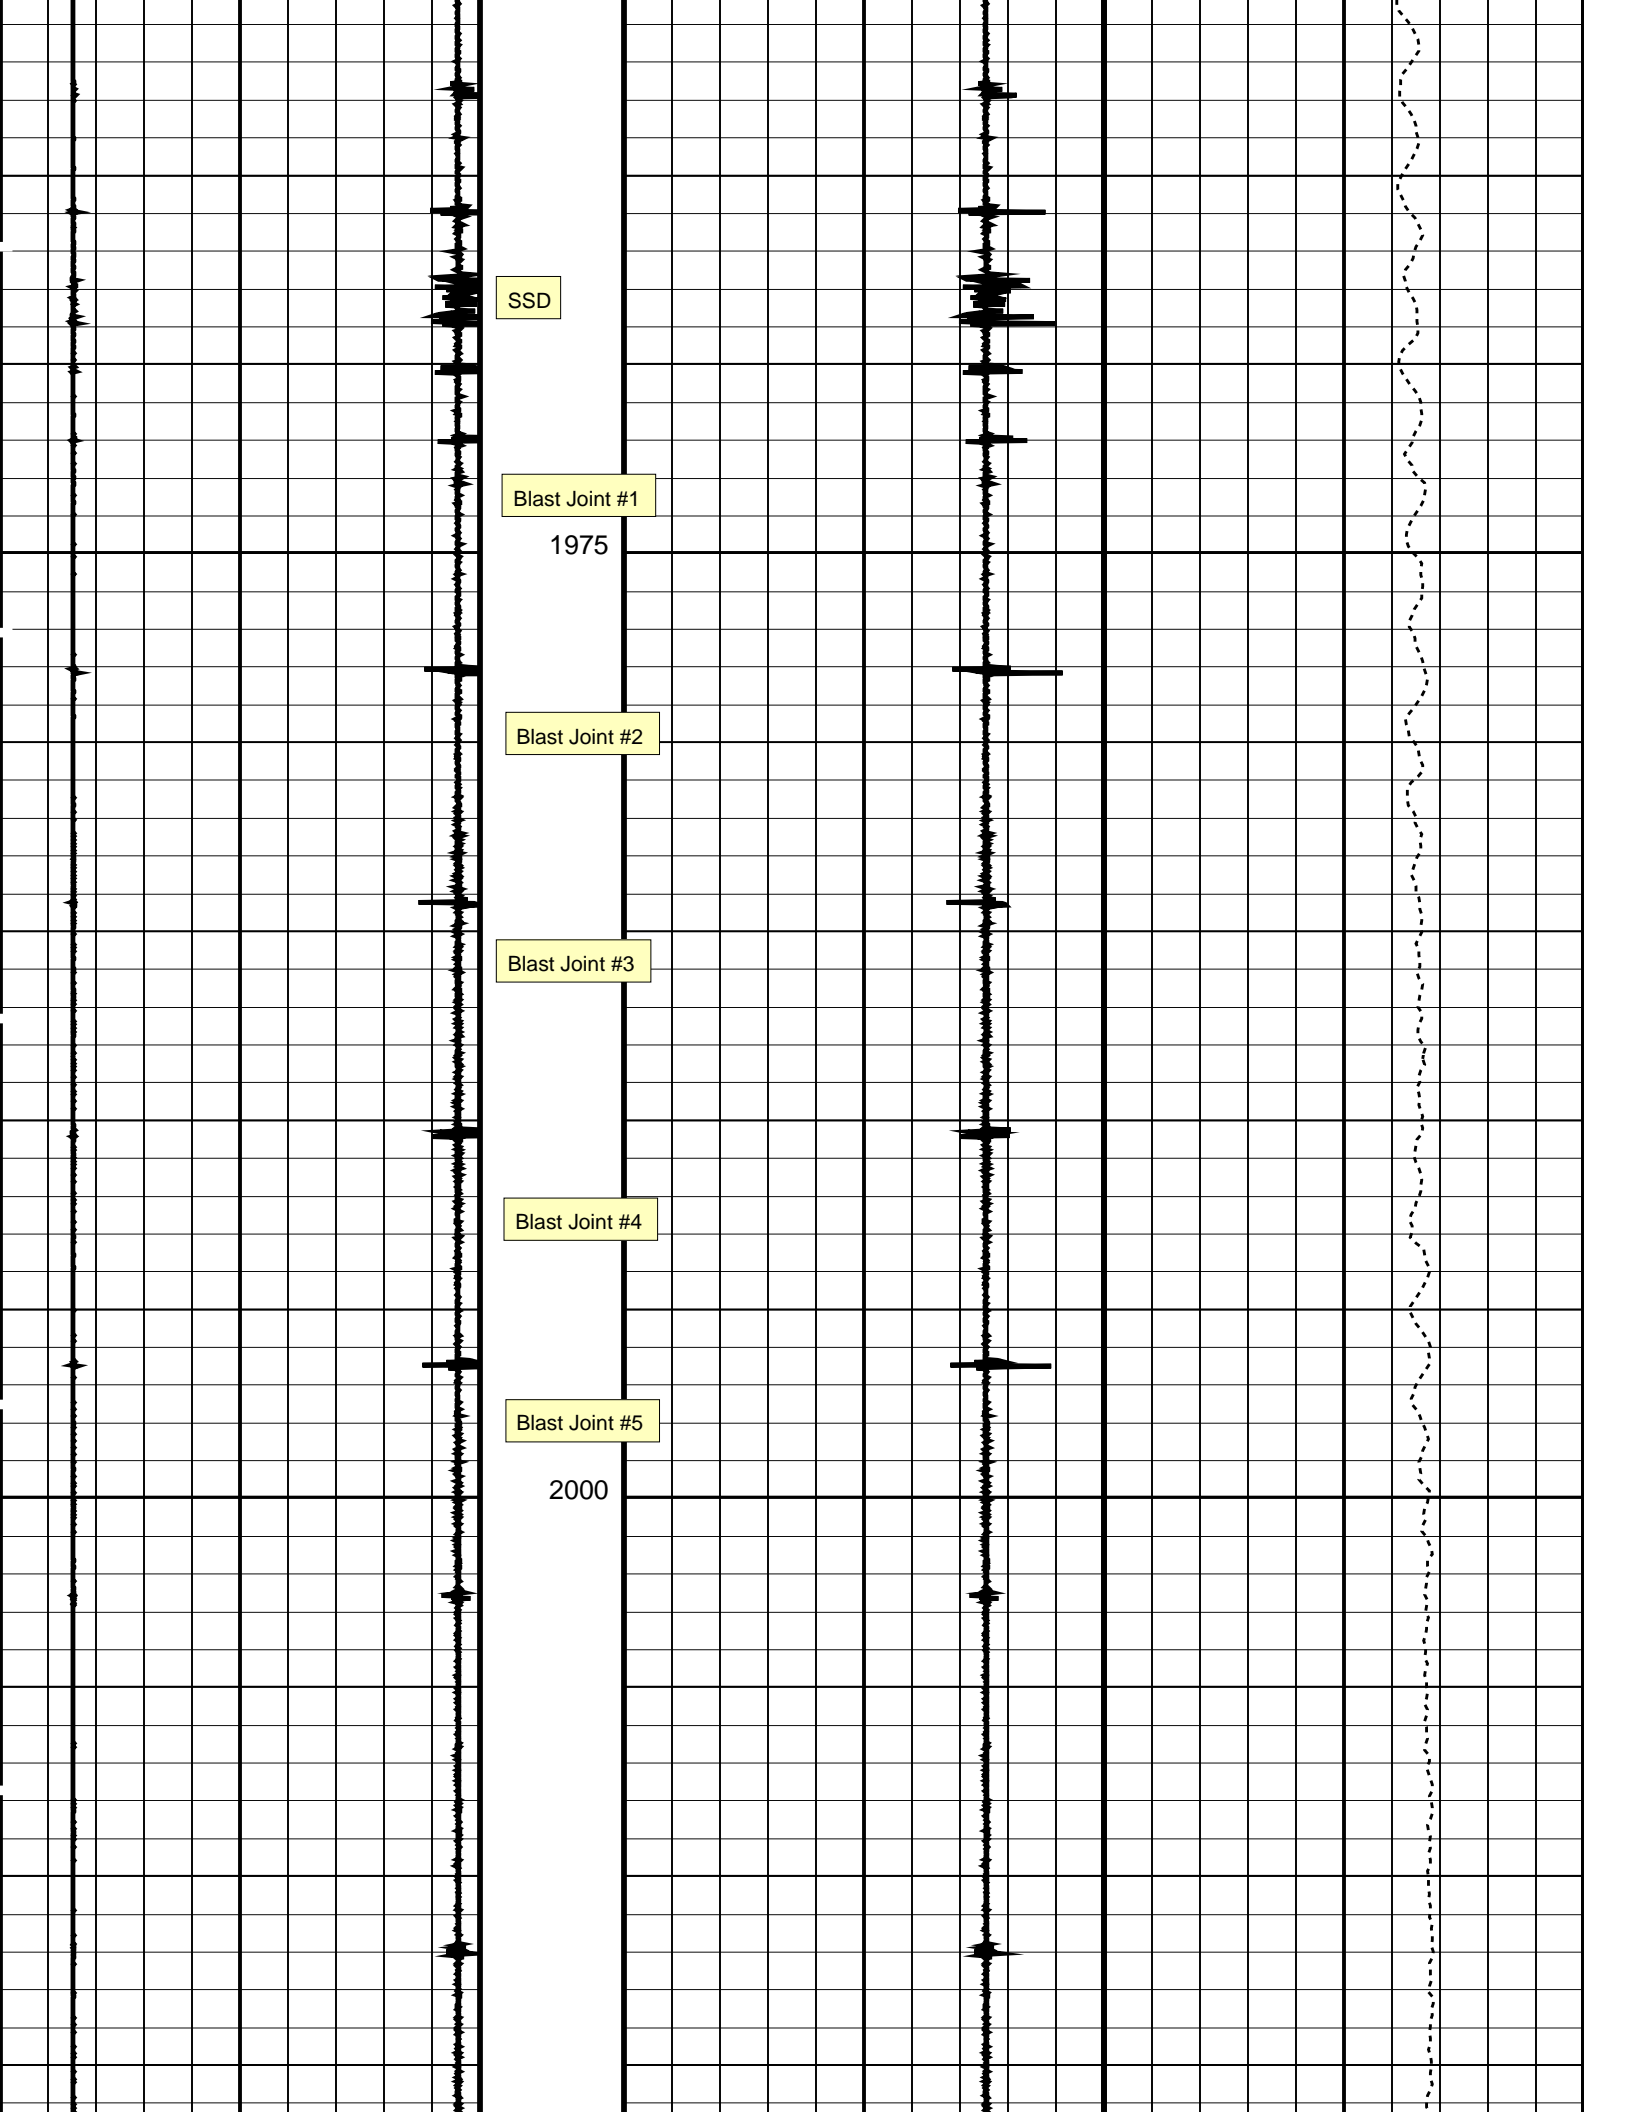 SSD
Blast Joint #1
1975
Blast Joint #2
Blast Joint #3
Blast Joint #4
Blast Joint #5
2000